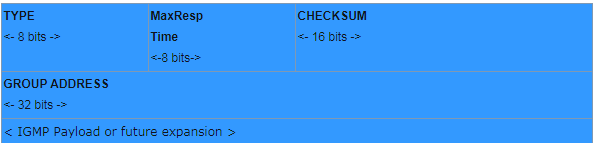 TYPE
<- 8 bits ->
MaxResp
Time
<-8 bits->
CHECKSUM
<- 16 bits ->
GROUP ADDRESS
<- 32 bits ->
< IGMP Payload or future expansion >